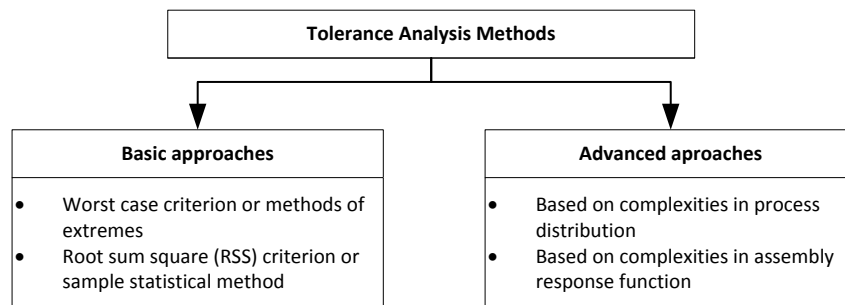 Tolerance Analysis Methods
Basic approaches
• Worst case criterion or methods of
extremes
• Root sum square (RSS) criterion or
sample statistical method
Advanced aproaches
• Based on complexities in process
distribution
• Based on complexities in assembly
response function